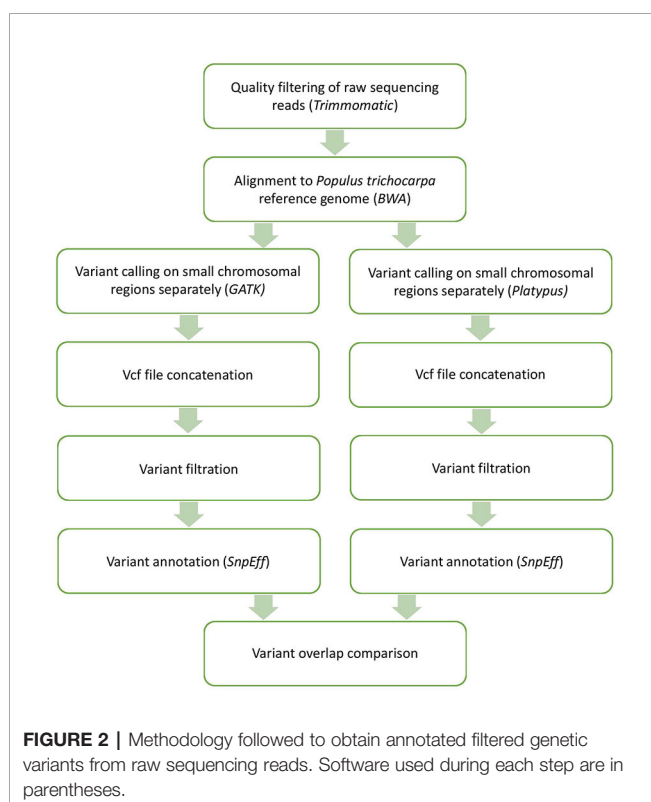 Quality filtering of raw sequencing
reads (Trimmomatic)
Alignment to Populus trichocarpa
reference genome (BWA)
Variant calling on small chromosomal
regions separately (GATK)
Variant calling on small chromosomal
regions separately (Platypus)
Vcf file concatenation
Vcf file concatenation
Variant filtration
Variant filtration
Variant annotation (SnpEff)
Variant annotation (SnpEff)
Variant overlap comparison
FIGURE 2 | Methodology followed to obtain annotated filtered genetic
variants from raw sequencing reads. Software used during each step are in
parentheses.